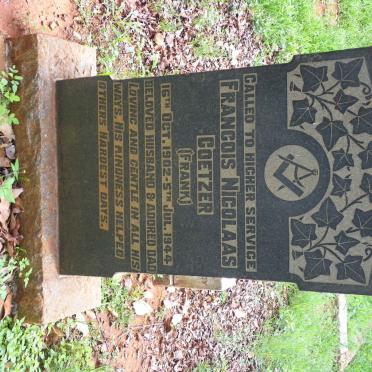 CALLED TO HIGHER SERVICE
FRANCOIS NICOLAAS
COETZER
(FRANK)
16TH OCT. 1902 - 5TH JUL. 1964
BELOVED HUSBAND & ADORED DAD
LOVING AND GENTLE IN ALL HIS
WAYS, HIS KINDNESS HELPED
OTHERS' HARDEST DAYS.